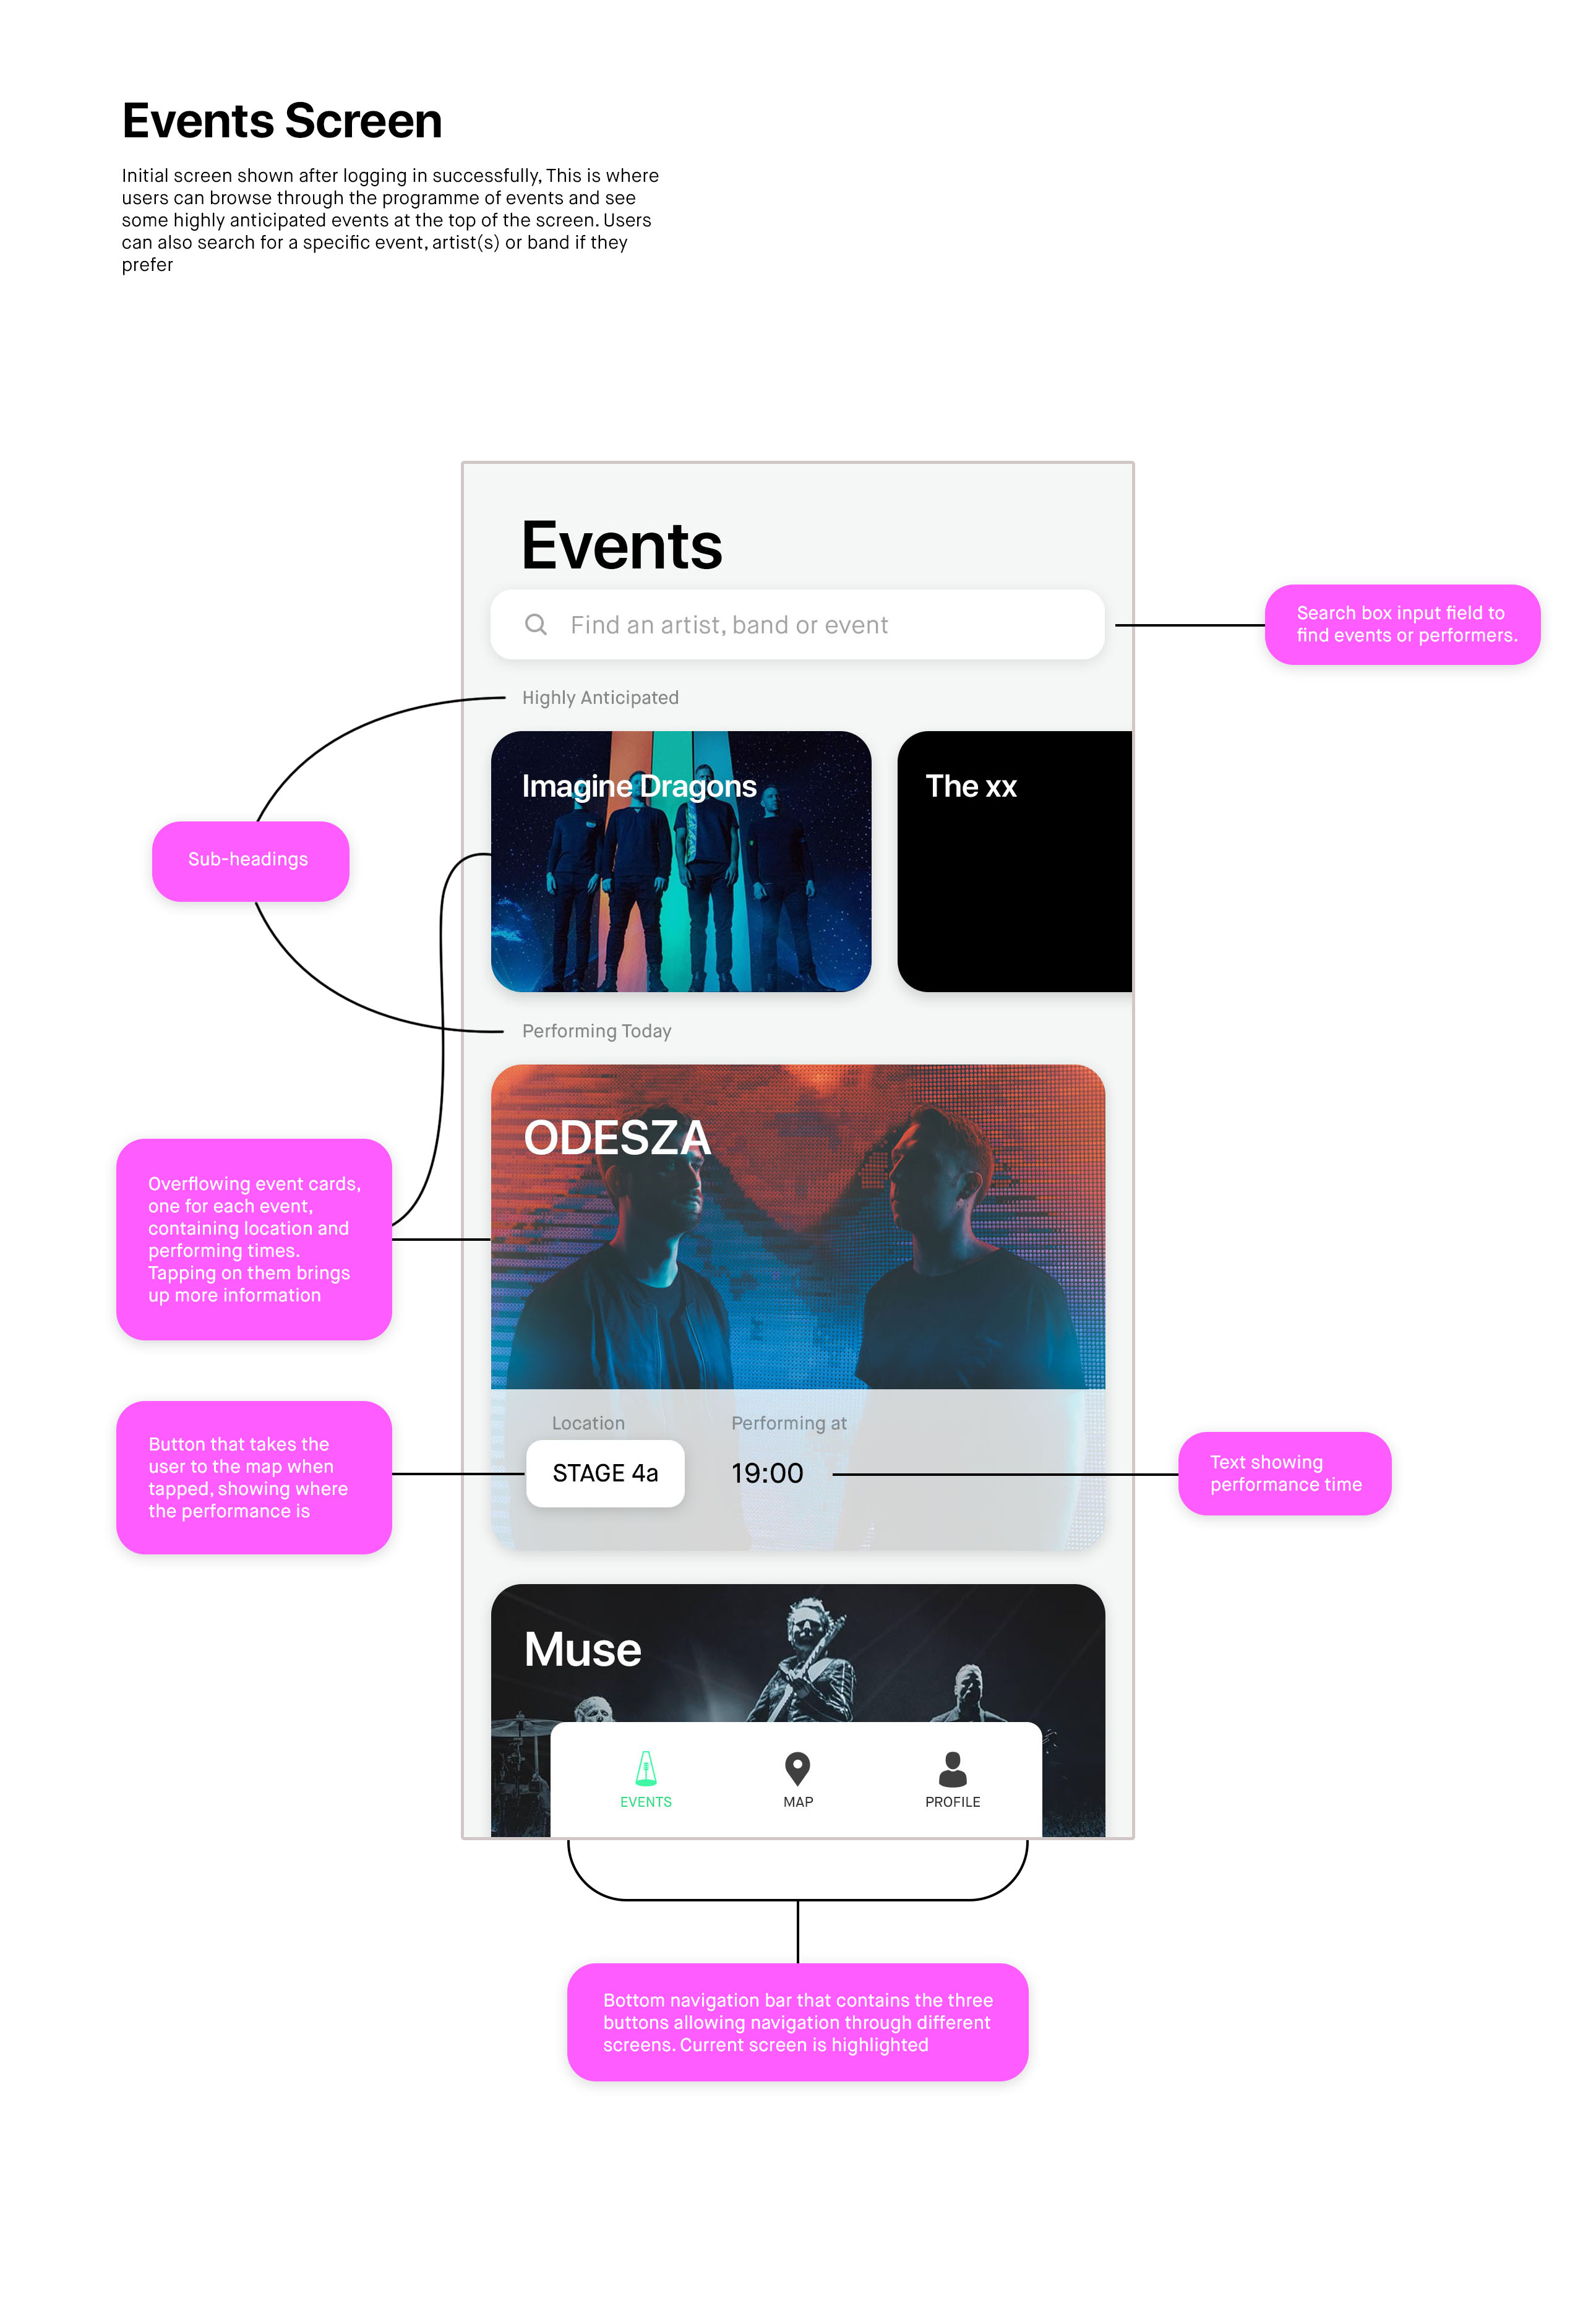 Events Screen
Initial screen shown after logging in successfully, This is where
users can browse through the programme of events and see
some highly anticipated events at the top of the screen. Users
can also search for a specific event, artist(s) or band if they
prefer
Events
Find an artist, band or event
Search box input field to
find events or performers.
Highly Anticipated
Imagine Dragons
The xx
Sub-headings
Performing Today
ODESZA
Overflowing event cards,
one for each event,
containing location and
performing times.
Tapping on them brings
up more information
Location
Performing at
STAGE 4a
19:00
Button that takes the
user to the map when
tapped, showing where
the performance is
Text showing
performance time
Muse
EVENTS
MAP
PROFILE
Bottom navigation bar that contains the three
buttons allowing navigation through different
screens. Current screen is highlighted